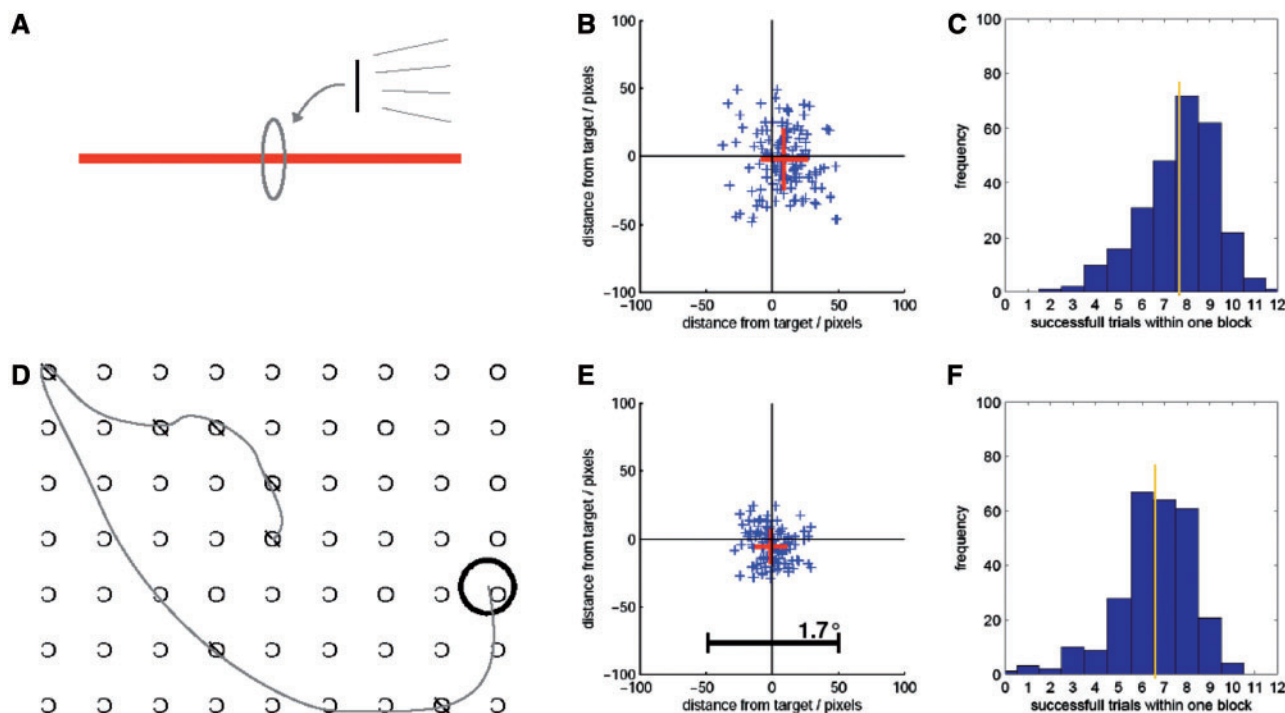 A
B
100
50
0
−50
−100
−100 −50 0 50 100
distance from target / pixels
distance from target / pixels
C
100
80
60
40
20
0
frequency
0 1 2 3 4 5 6 7 8 9 10 11 12
successfull trials within one block
D
E
100
50
0
−50
−100
1.7°
−100 −50 0 50 100
distance from target / pixels
distance from target / pixels
F
100
80
60
40
20
0
frequency
0 1 2 3 4 5 6 7 8 9 10 11 12
successfull trials within one block